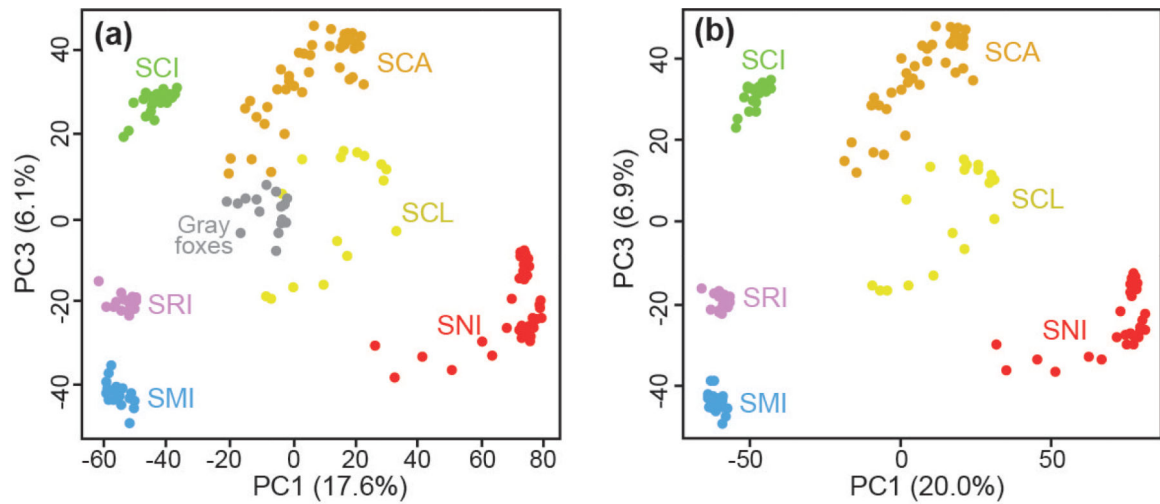 (a)
SCI
SCA
Gray
foxes
SCL
SRI
SNI
SMI
PC3 (6.1%)
40
20
0
-20
-40
-60
-40
-20
0
20
40
60
80
PC1 (17.6%)
(b)
SCI
SCA
SCL
SRI
SNI
SMI
PC3 (6.9%)
40
20
0
-20
-40
-50
0
50
PC1 (20.0%)